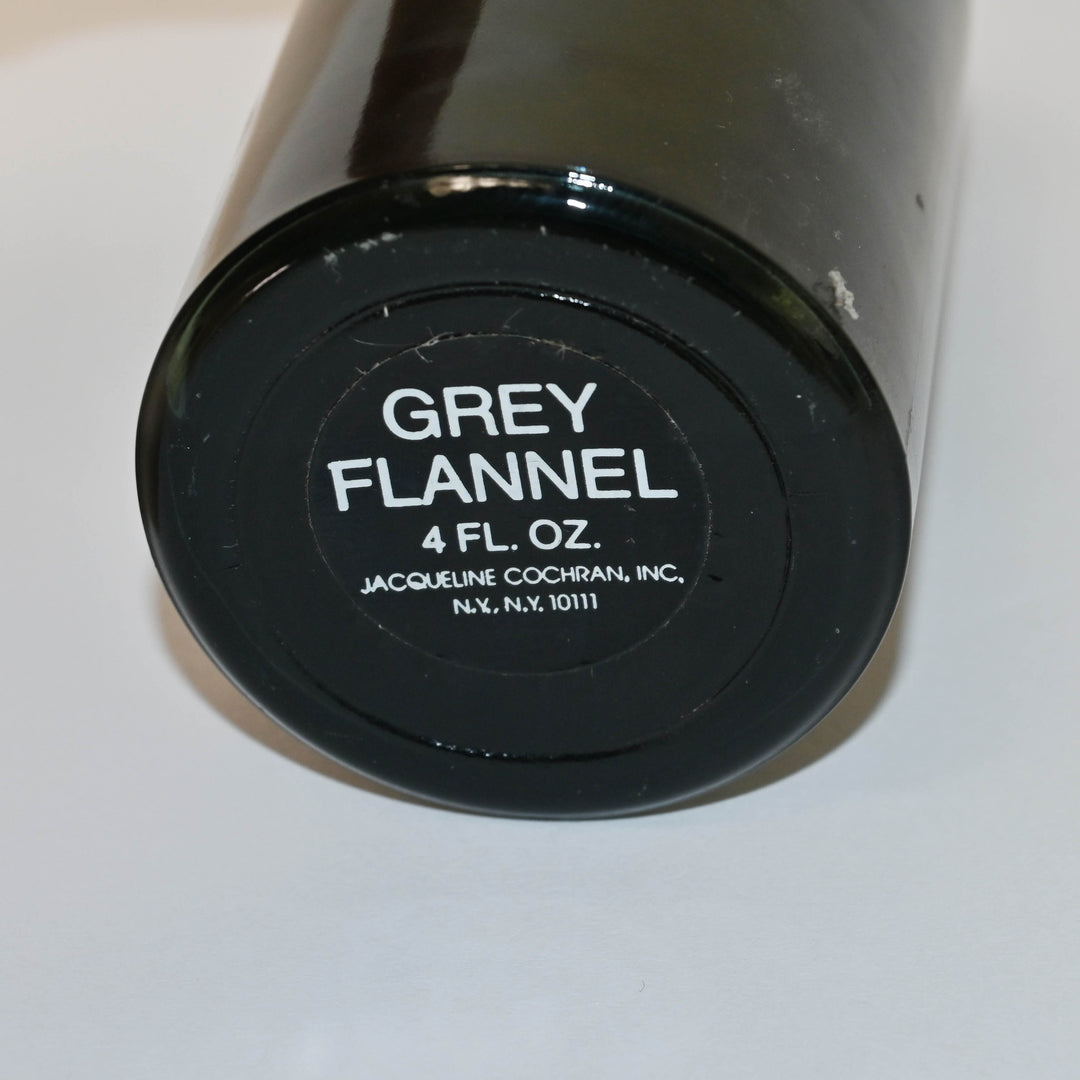 GREY
FLANNEL
4 FL. OZ.
JACQUELINE COCHRAN, INC.
N.Y., N.Y. 10111